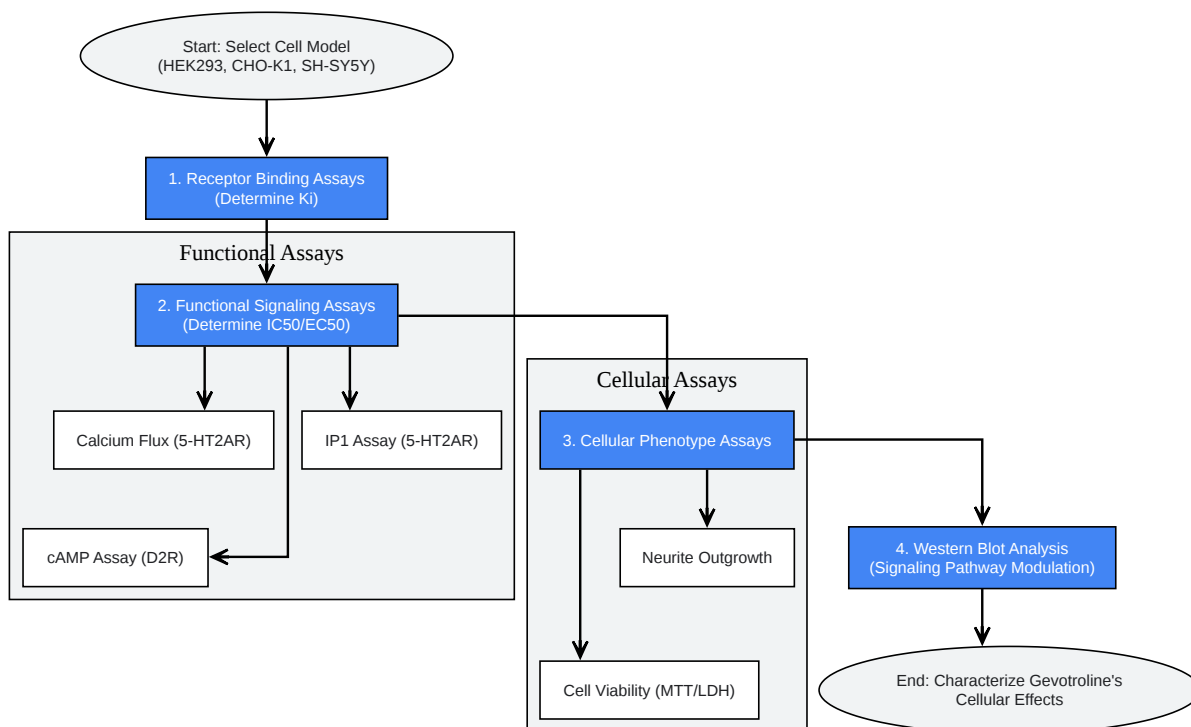 Start: Select Cell Model
(HEK293, CHO-K1, SH-SY5Y)
1. Receptor Binding Assays
(Determine Ki)
Functional Assays
2. Functional Signaling Assays
(Determine IC50/EC50)
Calcium Flux (5-HT2AR)
IP1 Assay (5-HT2AR)
cAMP Assay (D2R)
Cellular Assays
3. Cellular Phenotype Assays
Neurite Outgrowth
Cell Viability (MTT/LDH)
4. Western Blot Analysis
(Signaling Pathway Modulation)
End: Characterize Gevotroline's
Cellular Effects